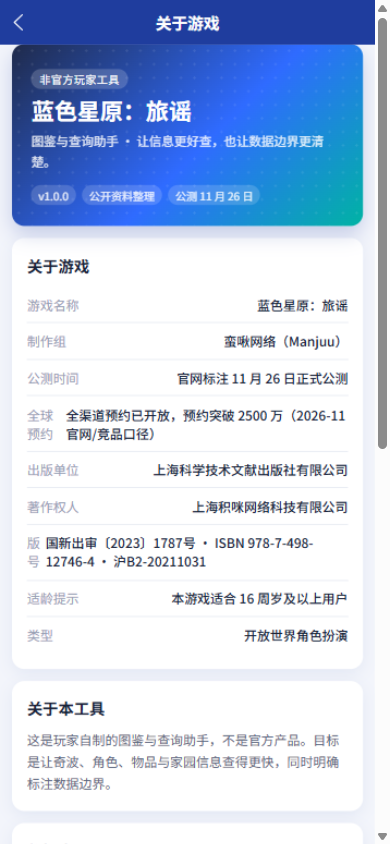 关于游戏
非官方玩家工具
蓝色星原：旅谣
图鉴与查询助手 · 让信息更好查，也让数据边界更清
楚。
v1.0.0 公开资料整理 公测 11 月 26 日
关于游戏
游戏名称 蓝色星原：旅谣
制作组 蛮啾网络（Manjuu）
公测时间 官网标注 11 月 26 日正式公测
全球 全渠道预约已开放，预约突破 2500 万（2026-11
预约 官网/竞品口径）
出版单位 上海科学技术文献出版社有限公司
著作权人 上海积咪网络科技有限公司
版 国新出审〔2023〕1787号 · ISBN 978-7-498-
号 12746-4 · 沪B2-20211031
适龄提示 本游戏适合 16 周岁及以上用户
类型 开放世界角色扮演
关于本工具
这是玩家自制的图鉴与查询助手，不是官方产品。目标
是让奇波、角色、物品与家园信息查得更快，同时明确
标注数据边界。